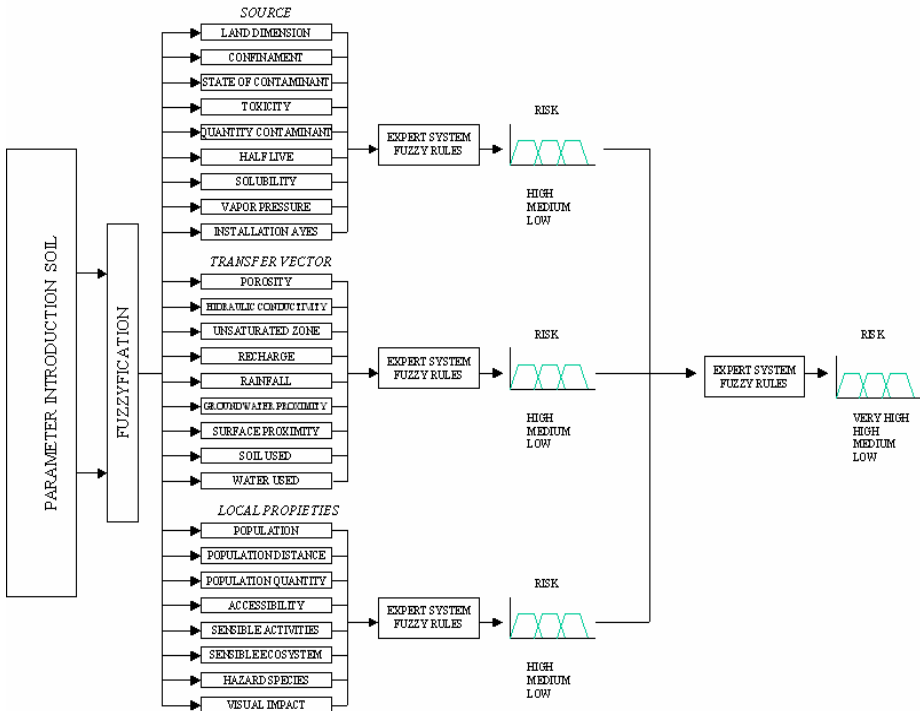 SOURCE
LAND DIMENSION
CONFINAMENT
STATE OF CONTAMINANT
TOXICITY
QUANTITY CONTAMINANT
HALF LIVE
SOLUBILITY
VAPOR PRESSURE
INSTALLATION AYES
TRANSFER VECTOR
POROSITY
HIDRAULIC CONDUCTIVITY
UNSATURATED ZONE
RECHARGE
RAINFALL
GROUNDWATER PROXIMITY
SURFACE PROXIMITY
SOIL USED
WATER USED
LOCAL PROPIETIES
POPULATION
POPULATION DISTANCE
POPULATION QUANTITY
ACCESSIBILITY
SENSIBLE ACTIVITIES
SENSIBLE ECOSYSTEM
HAZARD SPECIES
VISUAL IMPACT
PARAMETER INTRODUCTION SOIL
FUZZYFICATION
EXPERT SYSTEM
FUZZY RULES
RISK
HIGH
MEDIUM
LOW
EXPERT SYSTEM
FUZZY RULES
RISK
HIGH
MEDIUM
LOW
EXPERT SYSTEM
FUZZY RULES
RISK
HIGH
MEDIUM
LOW
EXPERT SYSTEM
FUZZY RULES
RISK
VERY HIGH
HIGH
MEDIUM
LOW